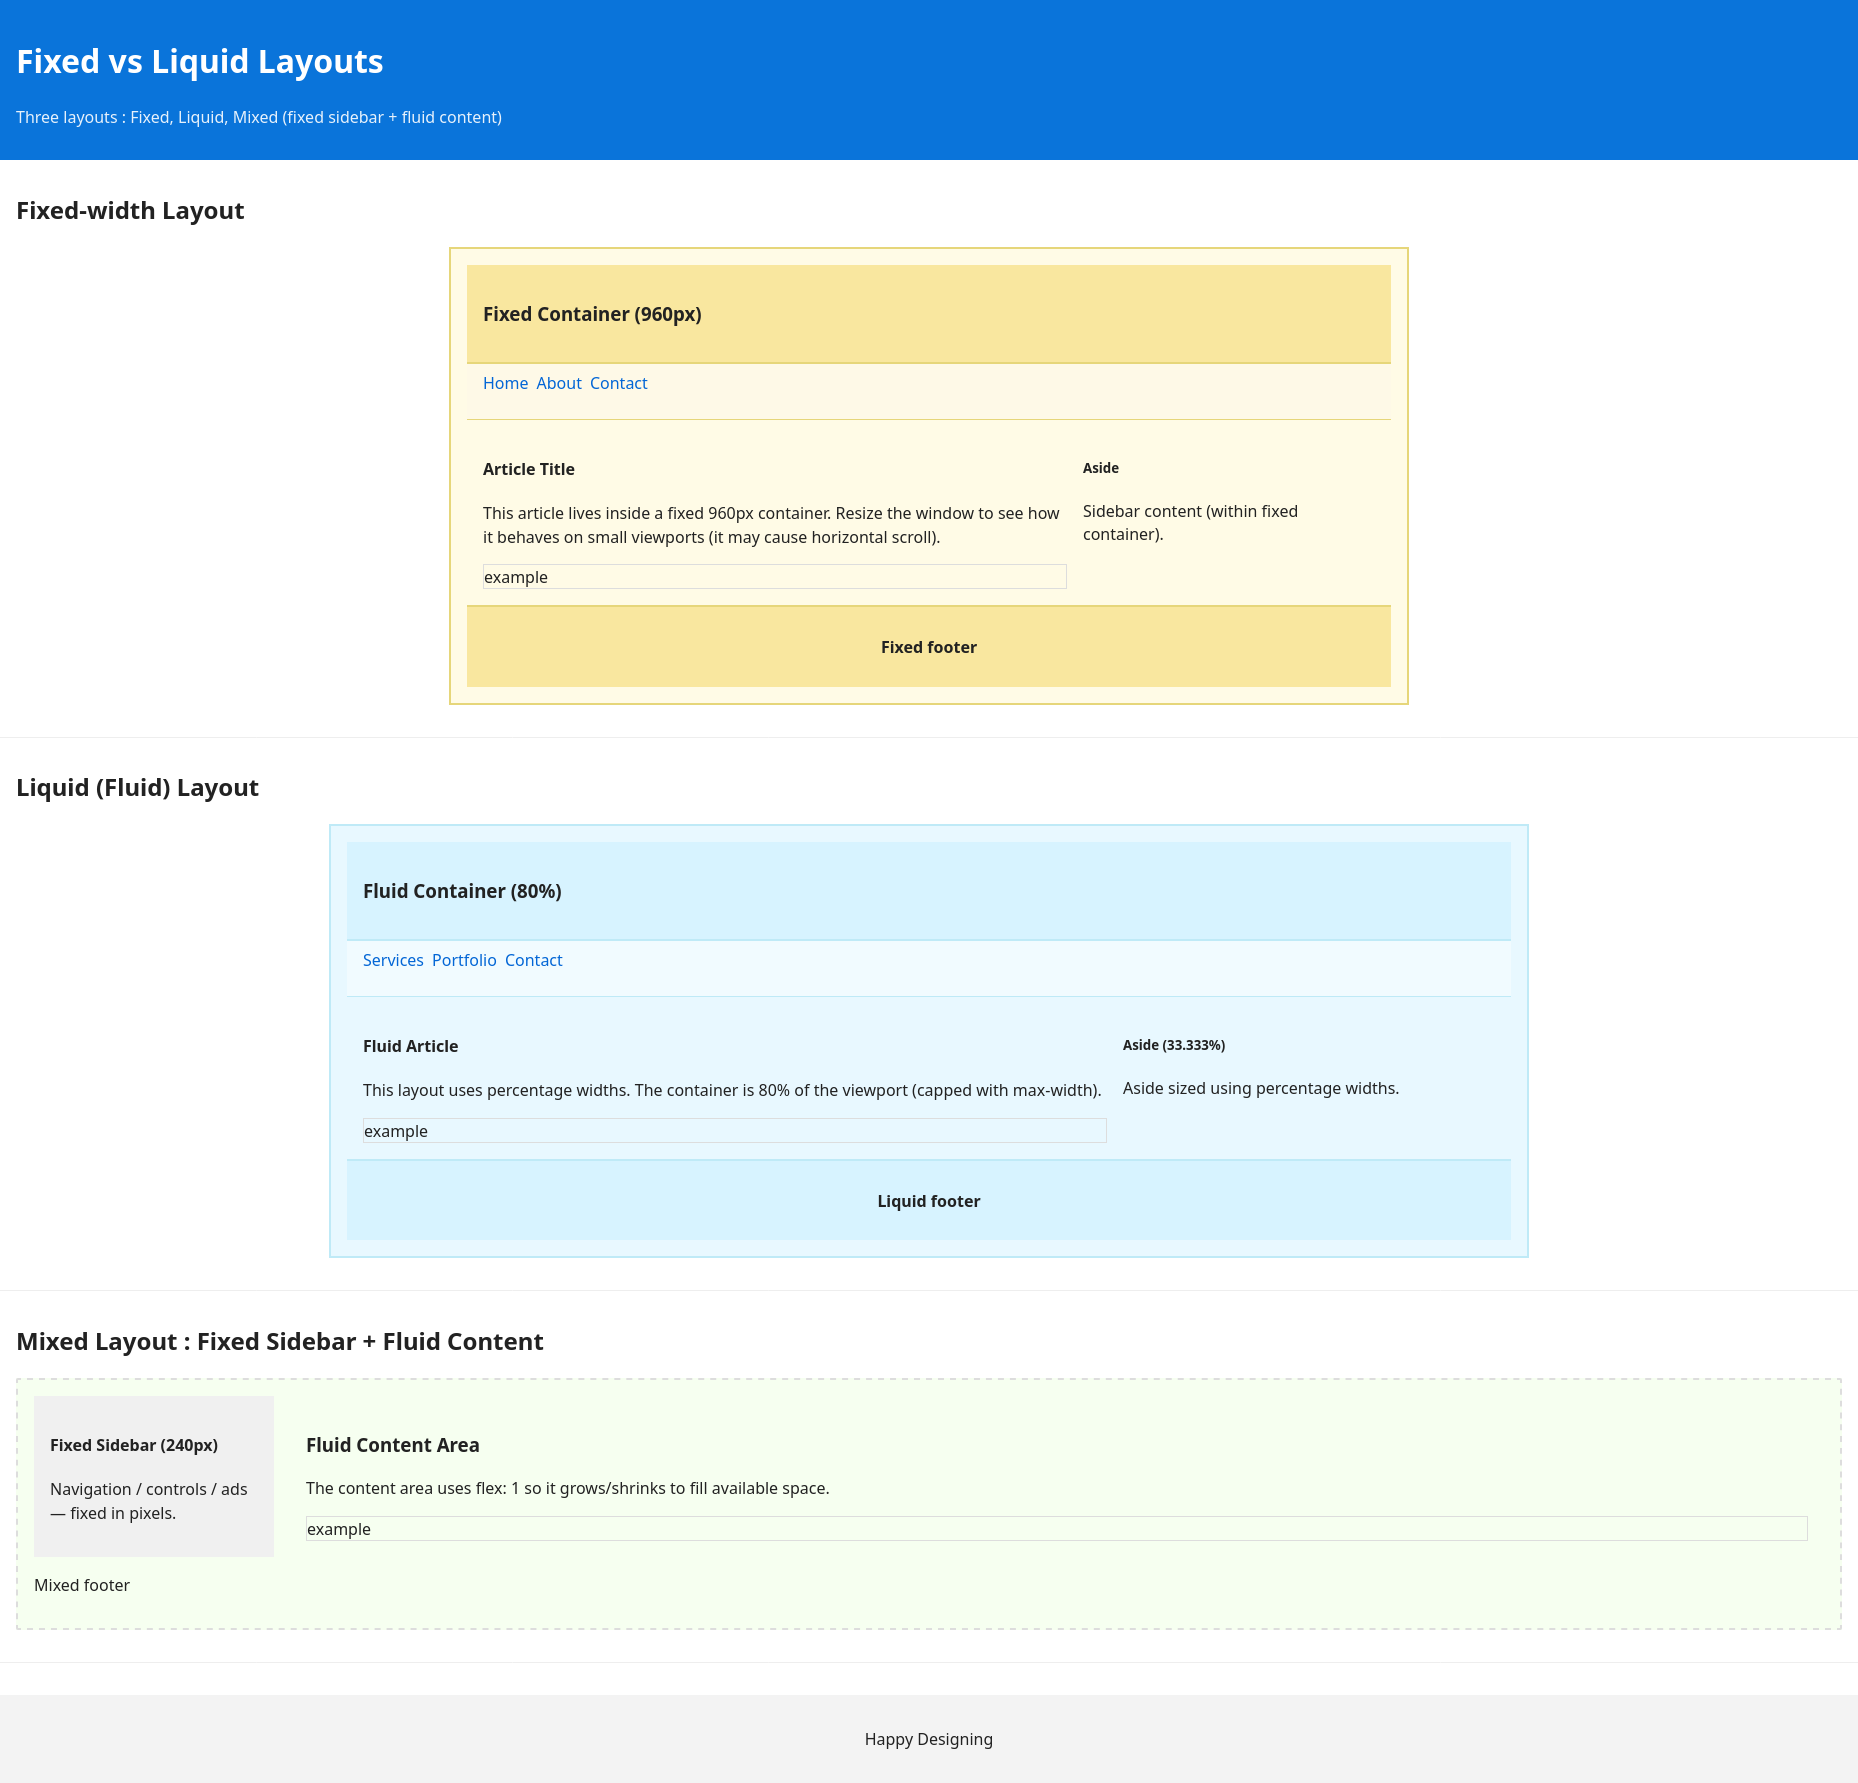 Fixed vs Liquid Layouts
Three layouts : Fixed, Liquid, Mixed (fixed sidebar + fluid content)
Fixed-width Layout
Fixed Container (960px)
Home About Contact
Article Title
This article lives inside a fixed 960px container. Resize the window to see how
it behaves on small viewports (it may cause horizontal scroll).
example
Aside
Sidebar content (within fixed
container).
Fixed footer
Liquid (Fluid) Layout
Fluid Container (80%)
Services Portfolio Contact
Fluid Article
This layout uses percentage widths. The container is 80% of the viewport (capped with max-width).
example
Aside (33.333%)
Aside sized using percentage widths.
Liquid footer
Mixed Layout : Fixed Sidebar + Fluid Content
Fixed Sidebar (240px)
Navigation / controls / ads
— fixed in pixels.
Fluid Content Area
The content area uses flex: 1 so it grows/shrinks to fill available space.
example
Mixed footer
Happy Designing